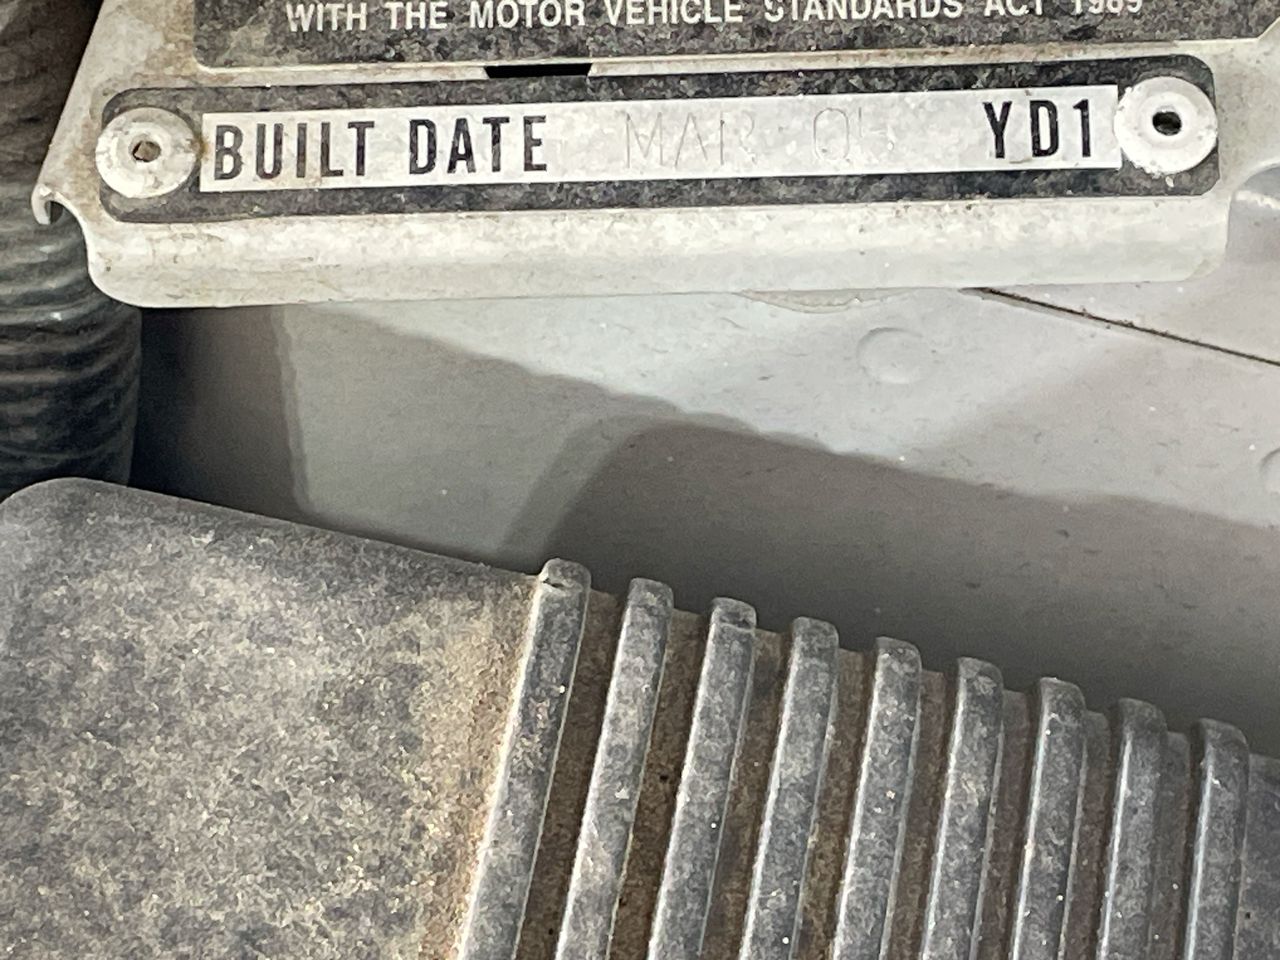 WITH THE MOTOR VEHICLE STANDARDS ACT 1989
BUILT DATE MAR YD1